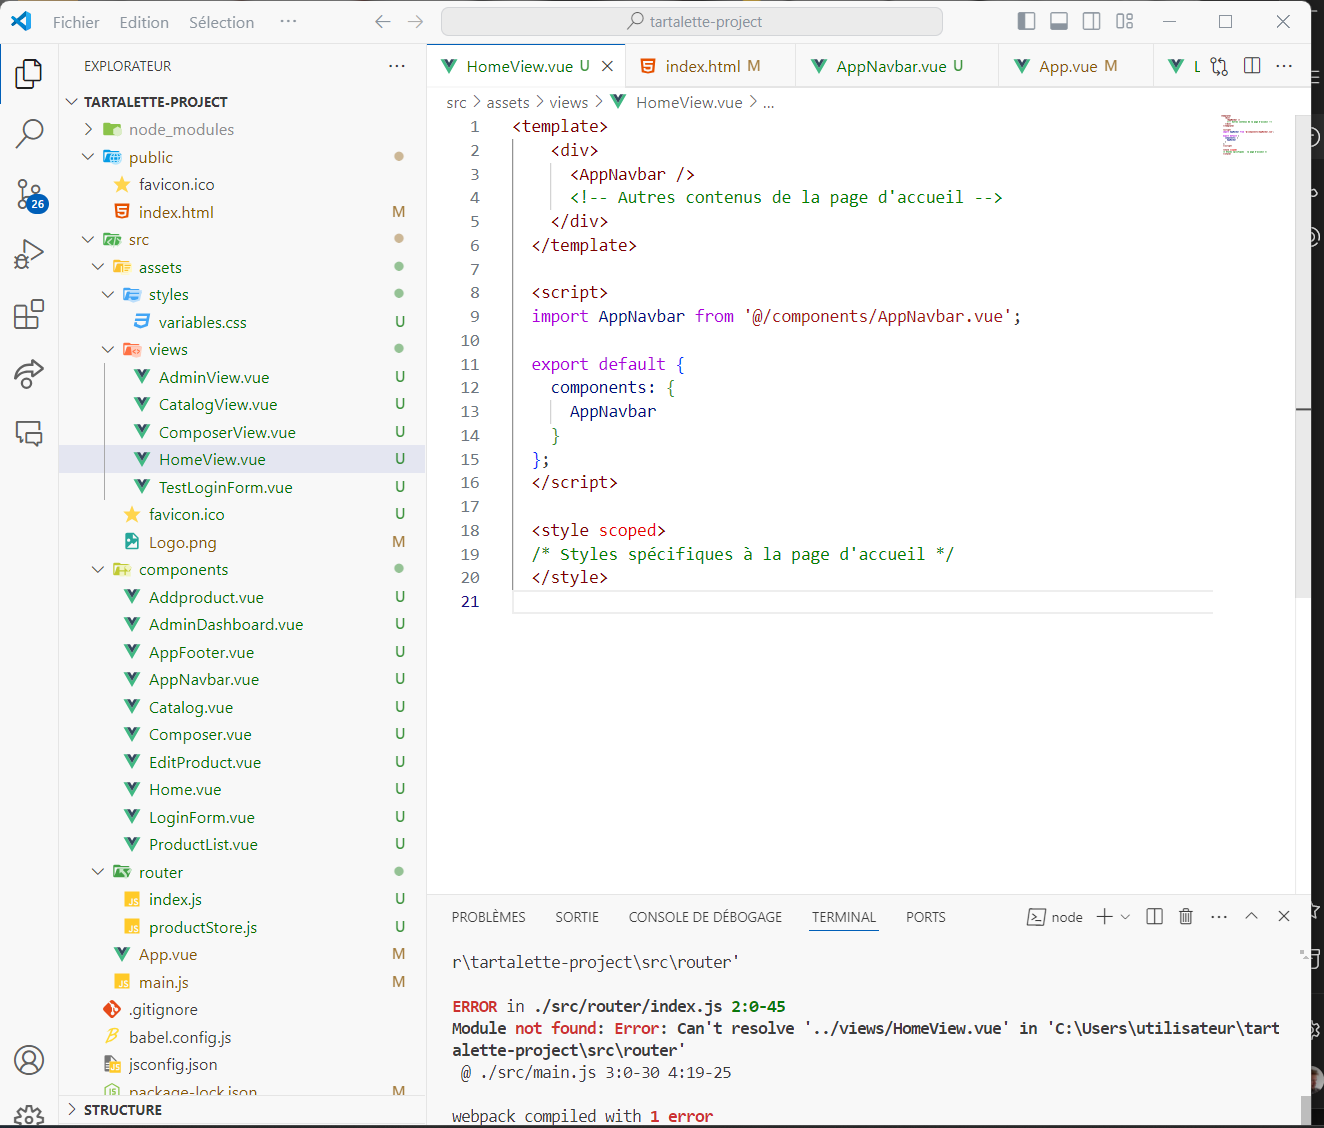 Fichier Edition Sélection ··· tartalette-project
EXPLORATEUR ···
TARTALETTE-PROJECT
node_modules
public
favicon.ico
index.html M
src
assets
styles
variables.css U
views
AdminView.vue U
CatalogView.vue U
ComposerView.vue U
HomeView.vue U
TestLoginForm.vue U
favicon.ico U
Logo.png M
components
Addproduct.vue U
AdminDashboard.vue U
AppFooter.vue U
AppNavbar.vue U
Catalog.vue U
Composer.vue U
EditProduct.vue U
Home.vue U
LoginForm.vue U
ProductList.vue U
router
index.js U
productStore.js U
App.vue M
main.js M
.gitignore
babel.config.js
jsconfig.json
package-lock.json M
STRUCTURE
26
HomeView.vue U index.html M AppNavbar.vue U App.vue M L ···
src > assets > views > HomeView.vue > ...
1 <template>
2 <div>
3 <AppNavbar />
4 <!-- Autres contenus de la page d'accueil -->
5 </div>
6 </template>
7
8 <script>
9 import AppNavbar from '@/components/AppNavbar.vue';
10
11 export default {
12 components: {
13 AppNavbar
14 }
15 };
16 </script>
17
18 <style scoped>
19 /* Styles spécifiques à la page d'accueil */
20 </style>
21
PROBLÈMES SORTIE CONSOLE DE DÉBOGAGE TERMINAL PORTS node ···
r\tartalette-project\src\router'
ERROR in ./src/router/index.js 2:0-45
Module not found: Error: Can't resolve '../views/HomeView.vue' in 'C:\Users\utilisateur\tart
alette-project\src\router'
@ ./src/main.js 3:0-30 4:19-25
webpack compiled with 1 error